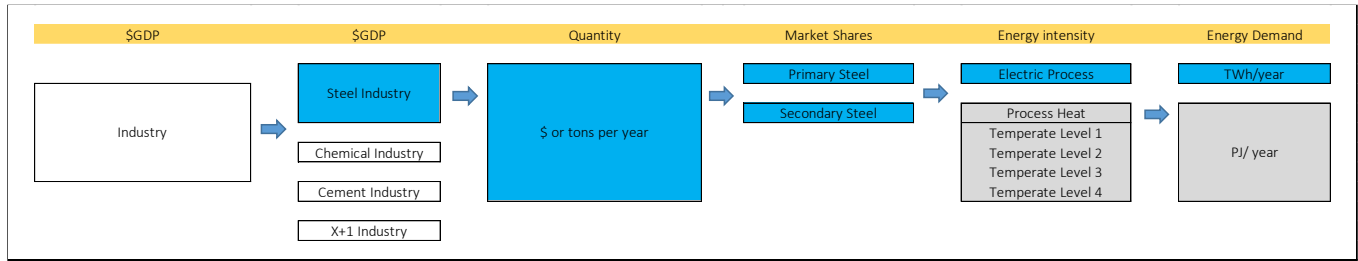 $GDP
$GDP
Quantity
Market Shares
Energy intensity
Energy Demand
Industry
Steel Industry
Chemical Industry
Cement Industry
X+1 Industry
$ or tons per year
Primary Steel
Secondary Steel
Electric Process
Process Heat
Temperate Level 1
Temperate Level 2
Temperate Level 3
Temperate Level 4
TWh/year
PJ/ year